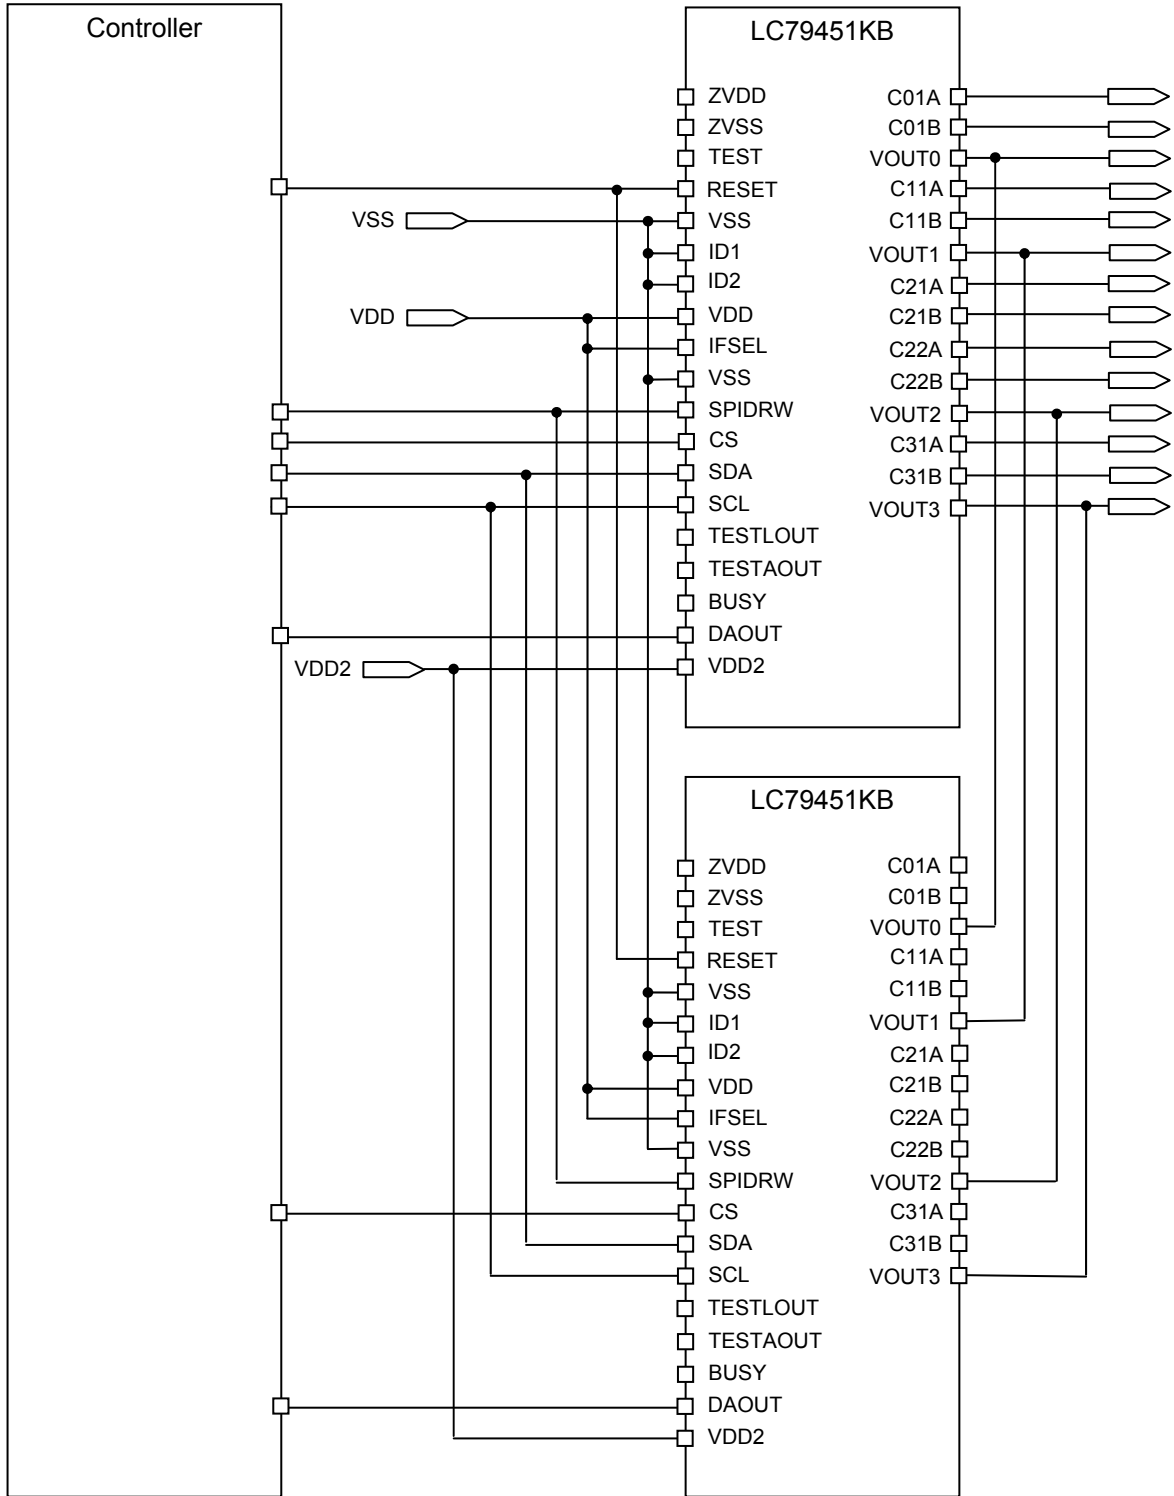 Controller
LC79451KB
ZVDD C01A
ZVSS C01B
TEST VOUT0
RESET C11A
VSS VSS C11B
ID1 VOUT1
ID2 C21A
VDD VDD C21B
IFSEL C22A
VSS C22B
SPIDRW VOUT2
CS C31A
SDA C31B
SCL VOUT3
TESTLOUT
TESTAOUT
BUSY
DAOUT
VDD2 VDD2
LC79451KB
ZVDD C01A
ZVSS C01B
TEST VOUT0
RESET C11A
VSS C11B
ID1 VOUT1
ID2 C21A
VDD C21B
IFSEL C22A
VSS C22B
SPIDRW VOUT2
CS C31A
SDA C31B
SCL VOUT3
TESTLOUT
TESTAOUT
BUSY
DAOUT
VDD2